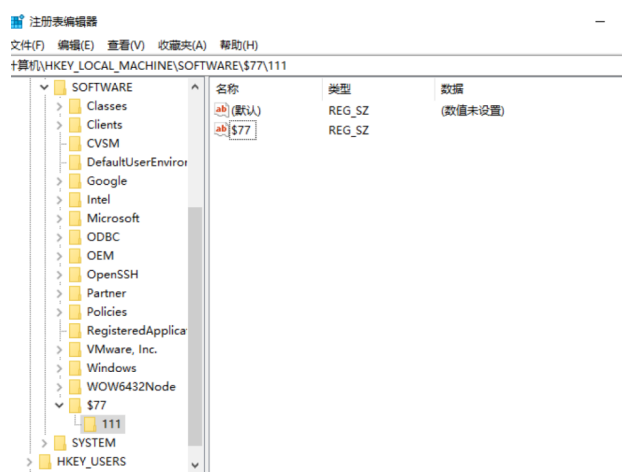 注册表编辑器
文件(F) 编辑(E) 查看(V) 收藏夹(A) 帮助(H)
计算机\HKEY_LOCAL_MACHINE\SOFTWARE\$77\111
SOFTWARE
Classes
Clients
CVSM
DefaultUserEnviror
Google
Intel
Microsoft
ODBC
OEM
OpenSSH
Partner
Policies
RegisteredApplica
VMware, Inc.
Windows
WOW6432Node
$77
111
SYSTEM
HKEY_USERS
名称 类型 数据
ab (默认) REG_SZ (数值未设置)
ab $77 REG_SZ